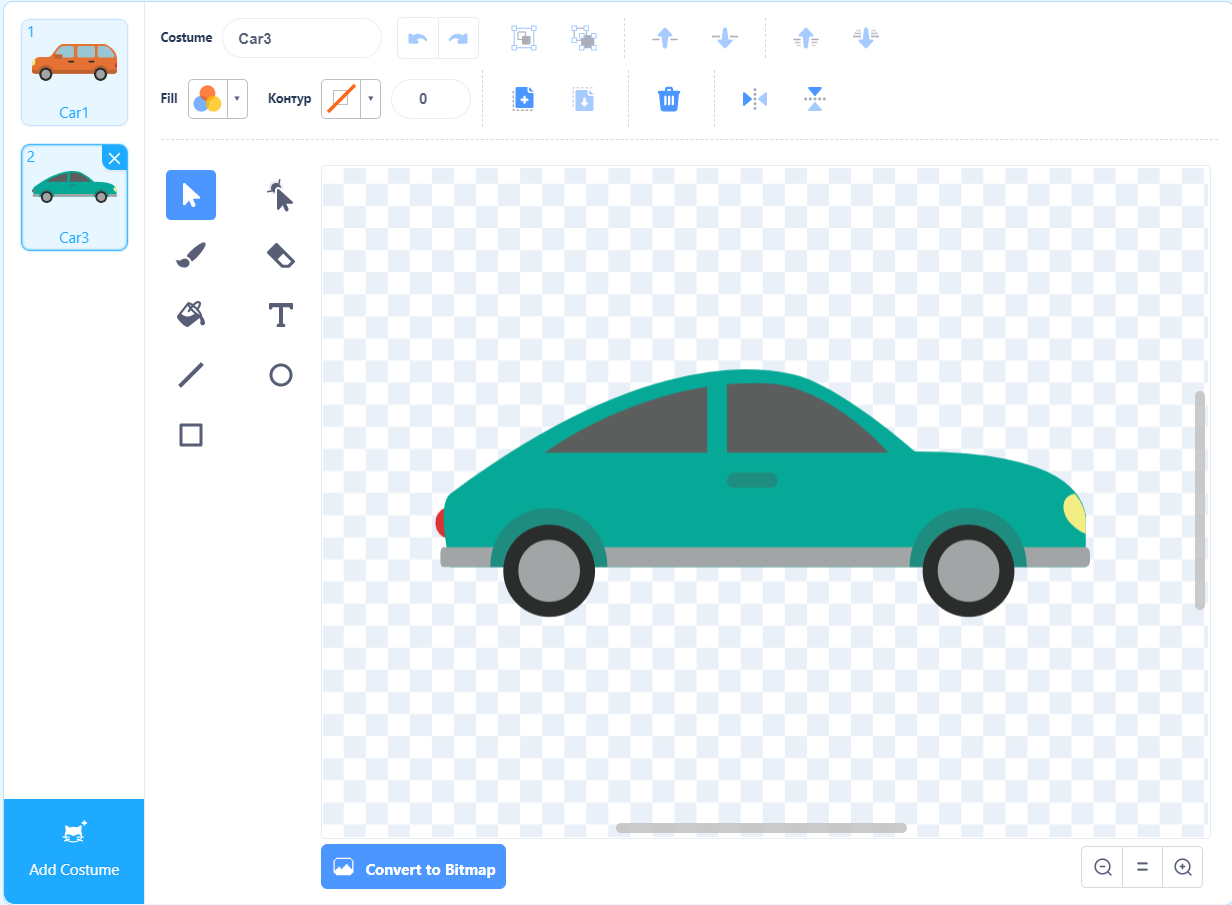 1
Car1
2
Car3
Costume
Car3
Fill
Контур
0
Add Costume
Convert to Bitmap